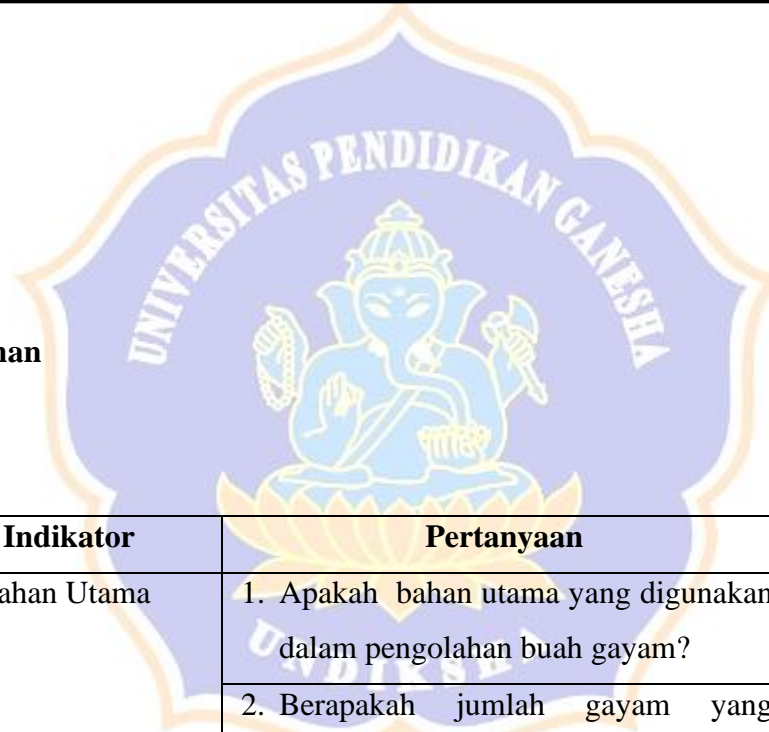 UNIVERSITAS PENDIDIKAN GANESHA
Indikator Pertanyaan
ahan Utama 1. Apakah bahan utama yang digunakan
dalam pengolahan buah gayam?
UNDIKSHA
2. Berapakah jumlah gayam yang